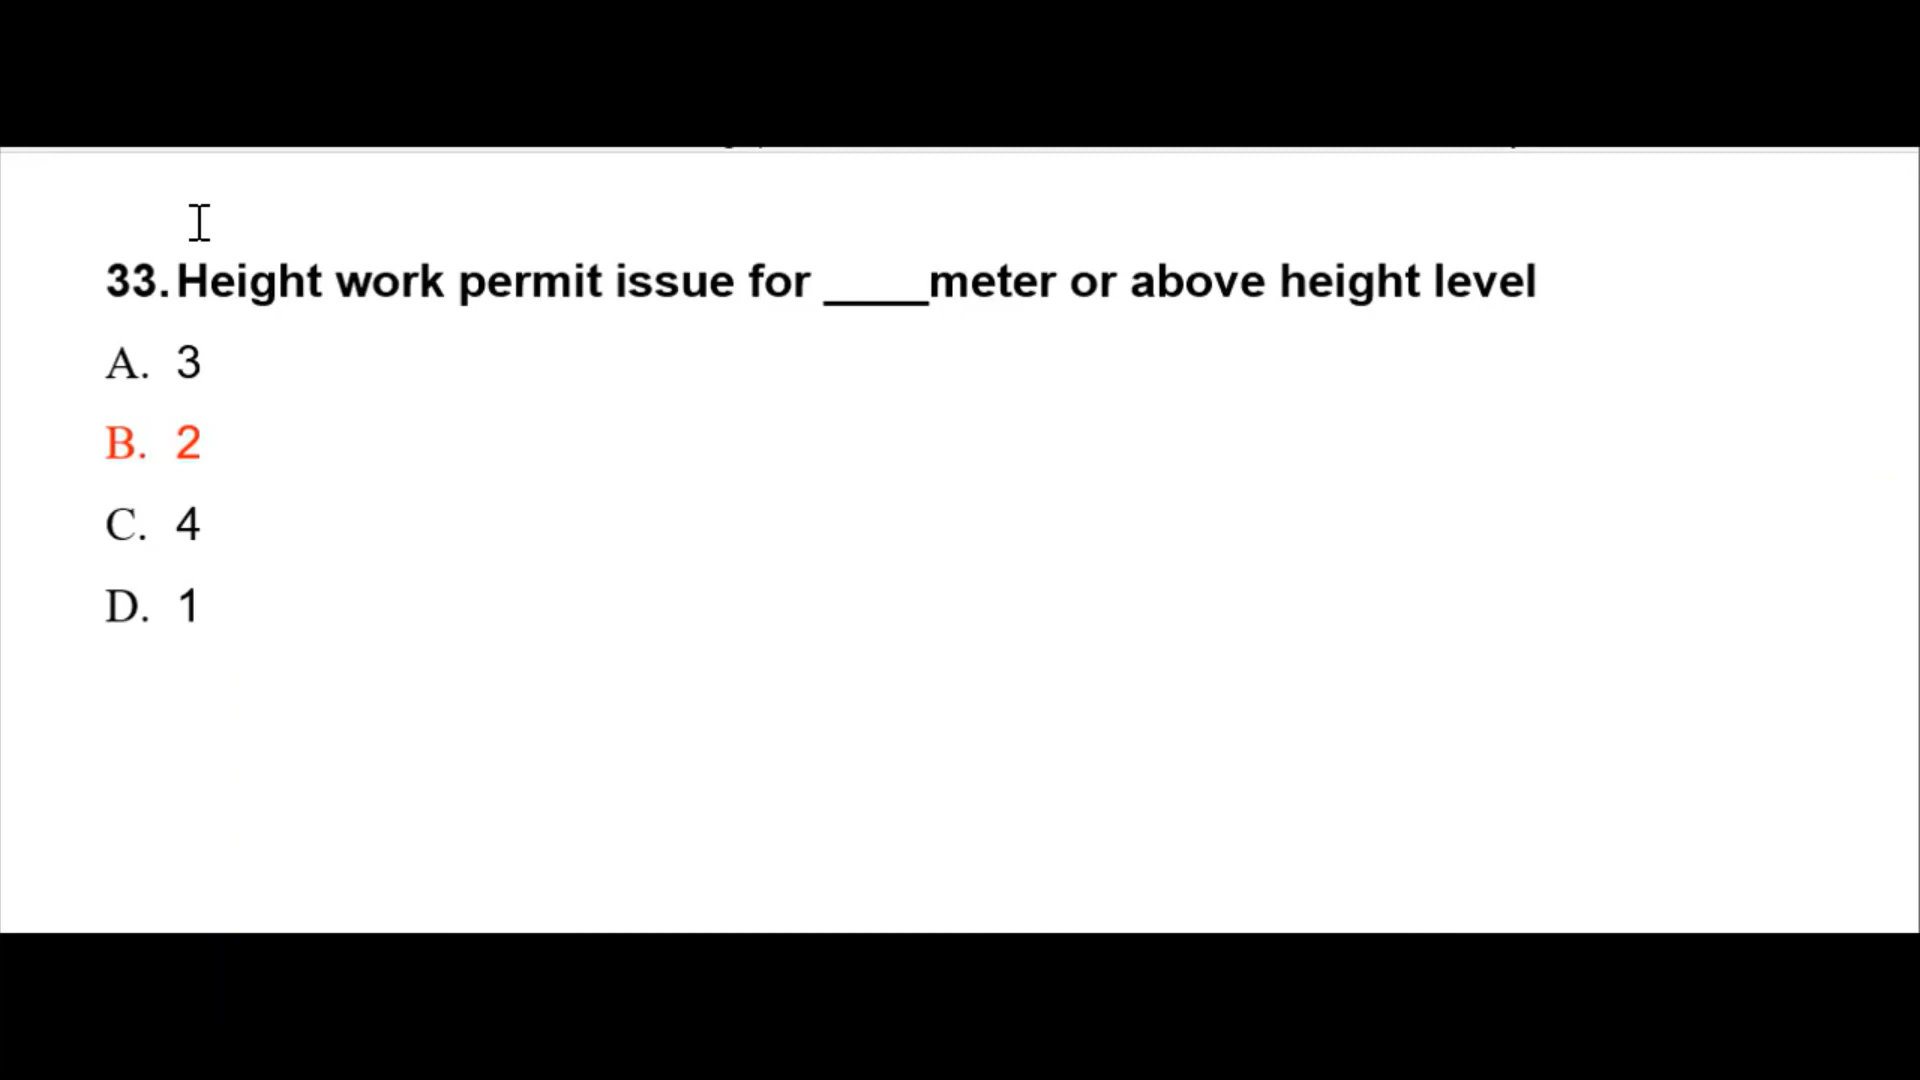 33. Height work permit issue for ____meter or above height level
A. 3
B. 2
C. 4
D. 1